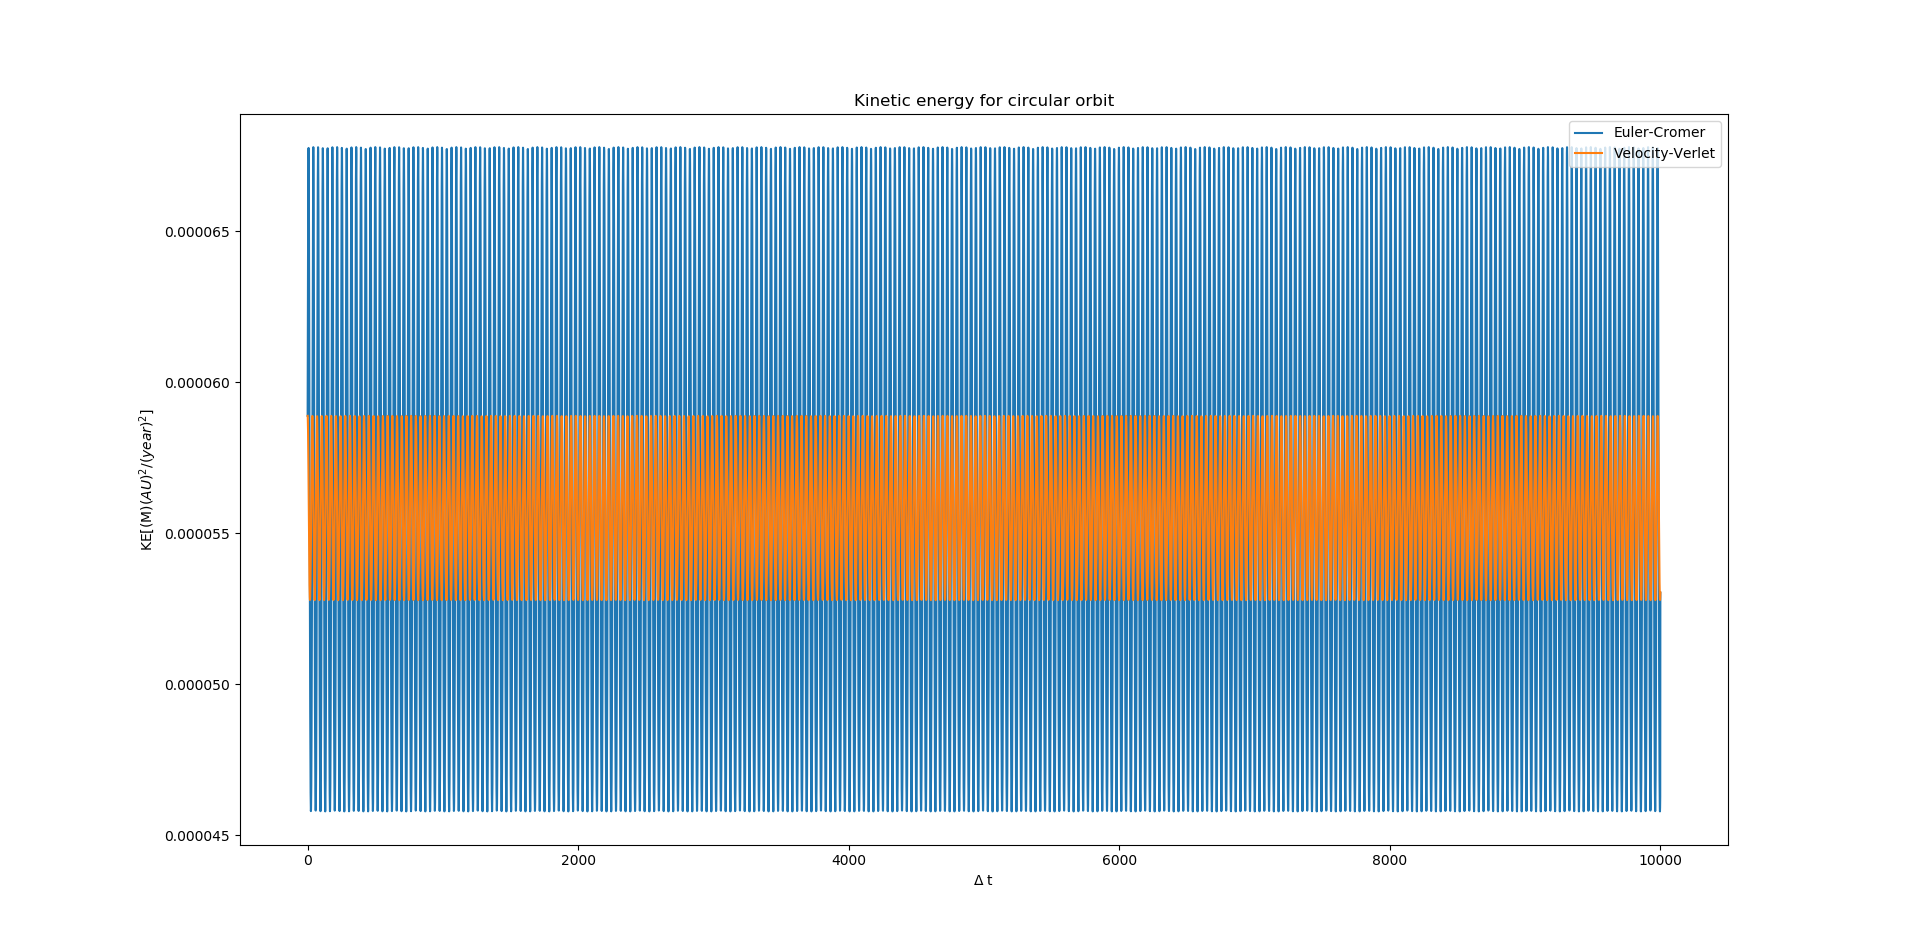 Kinetic energy for circular orbit
Euler-Cromer
Velocity-Verlet
KE[(M)(AU)²/(year)²]
0.000065
0.000060
0.000055
0.000050
0.000045
0 2000 4000 6000 8000 10000
Δ t